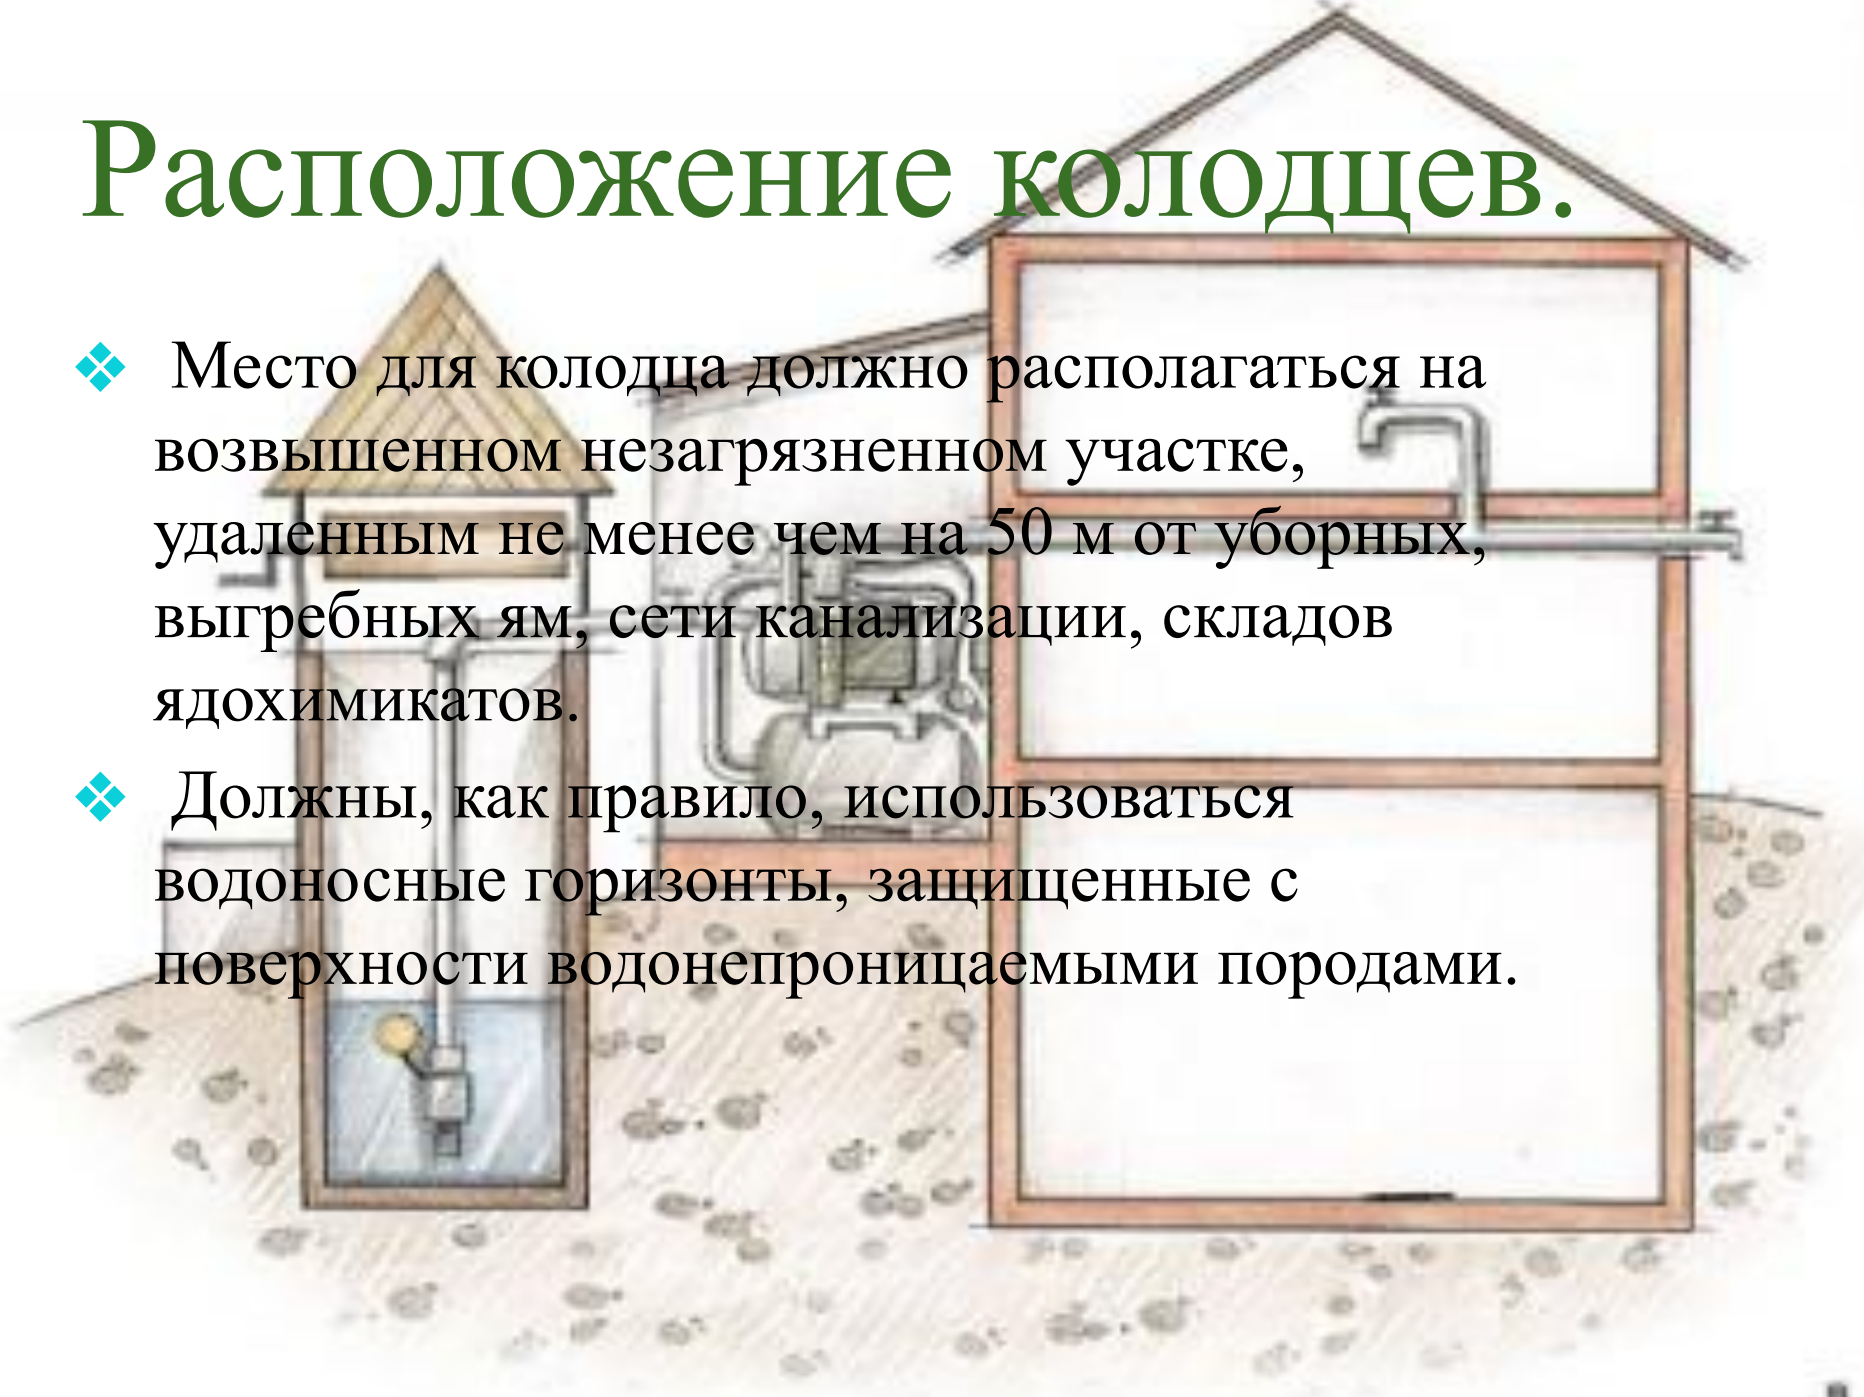 Расположение колодцев.
❖ Место для колодца должно располагаться на
возвышенном незагрязненном участке,
удаленным не менее чем на 50 м от уборных,
выгребных ям, сети канализации, складов
ядохимикатов.
❖ Должны, как правило, использоваться
водоносные горизонты, защищенные с
поверхности водонепроницаемыми породами.